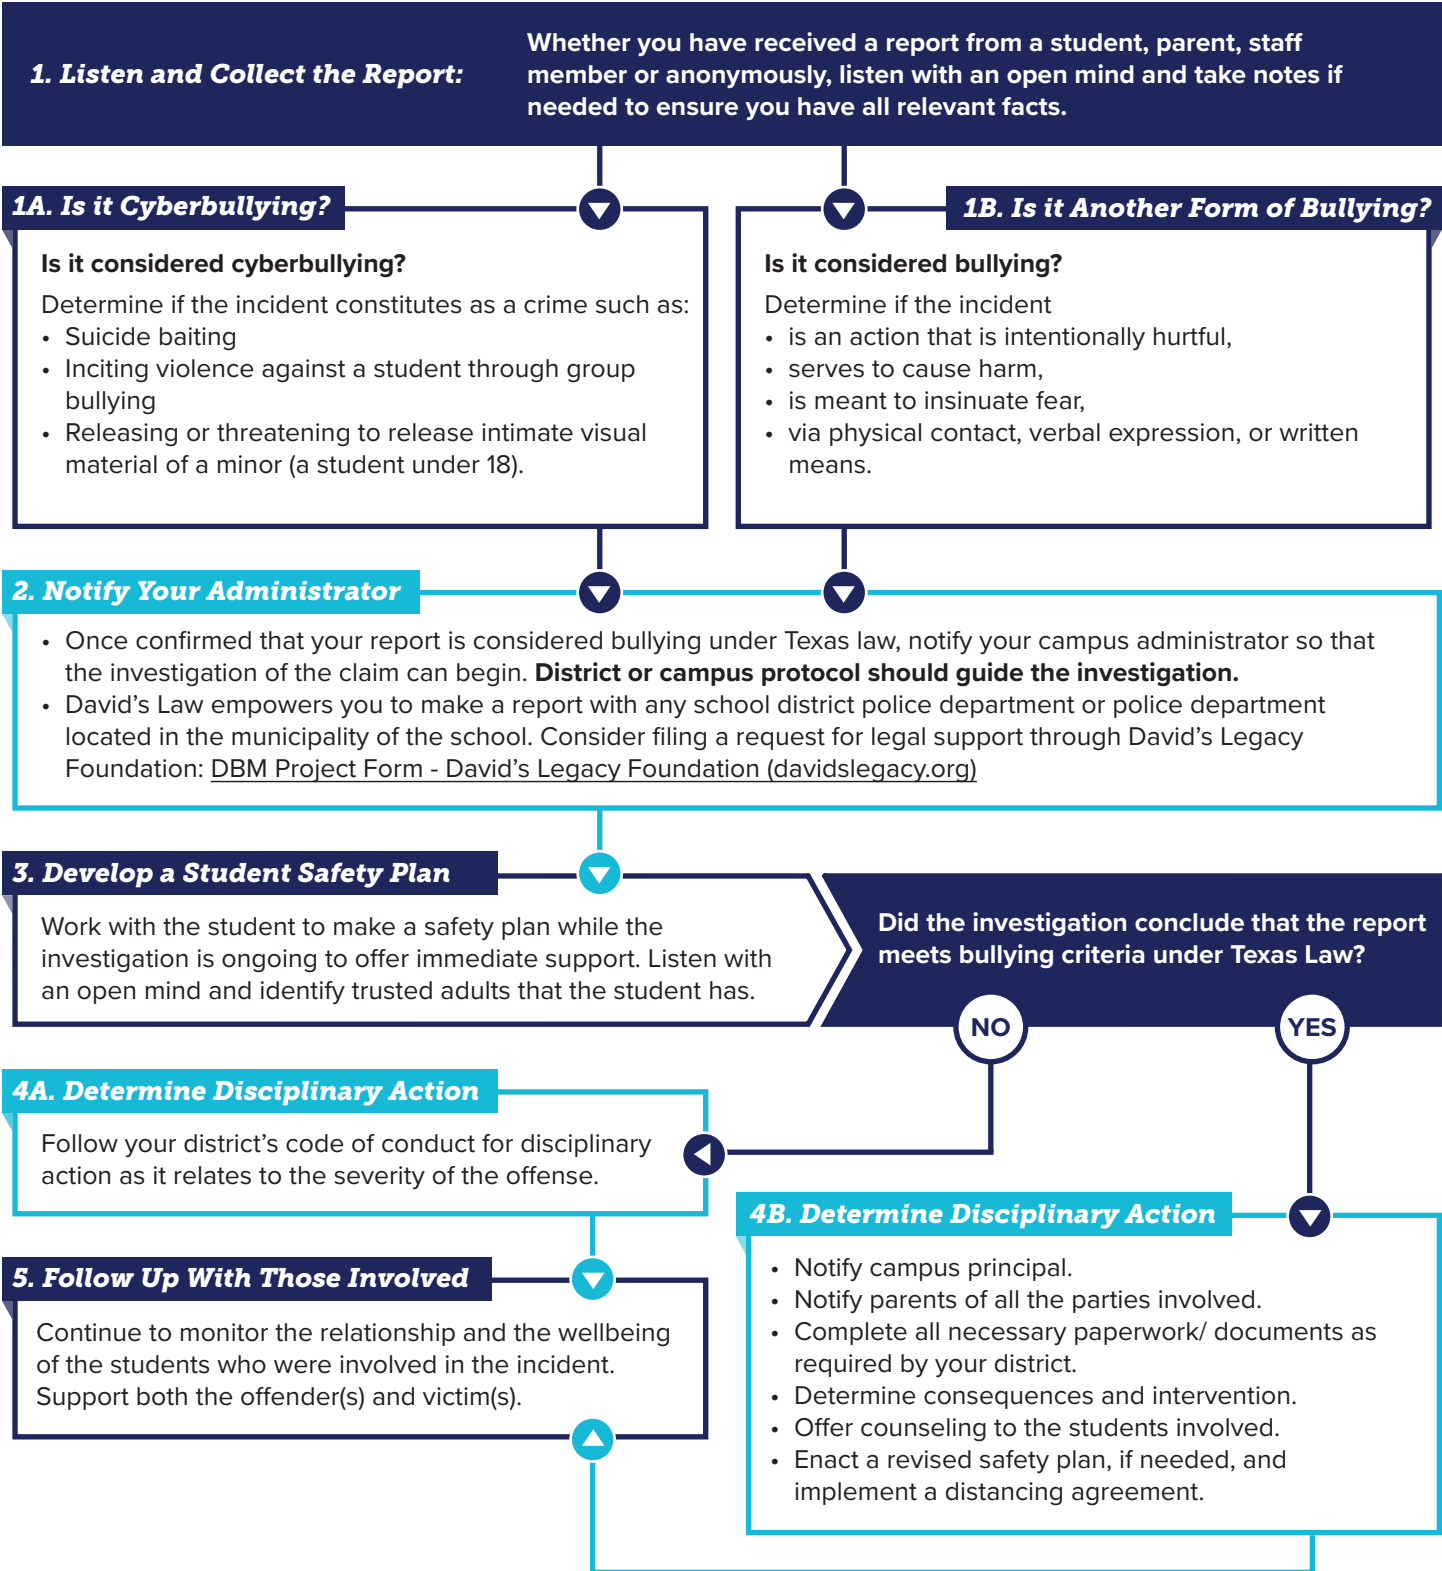 1. Listen and Collect the Report:
Whether you have received a report from a student, parent, staff
member or anonymously, listen with an open mind and take notes if
needed to ensure you have all relevant facts.
1A. Is it Cyberbullying?
Is it considered cyberbullying?
Determine if the incident constitutes as a crime such as:
• Suicide baiting
• Inciting violence against a student through group
bullying
• Releasing or threatening to release intimate visual
material of a minor (a student under 18).
1B. Is it Another Form of Bullying?
Is it considered bullying?
Determine if the incident
• is an action that is intentionally hurtful,
• serves to cause harm,
• is meant to insinuate fear,
• via physical contact, verbal expression, or written
means.
2. Notify Your Administrator
• Once confirmed that your report is considered bullying under Texas law, notify your campus administrator so that
the investigation of the claim can begin. District or campus protocol should guide the investigation.
• David’s Law empowers you to make a report with any school district police department or police department
located in the municipality of the school. Consider filing a request for legal support through David’s Legacy
Foundation: DBM Project Form - David’s Legacy Foundation (davidslegacy.org)
3. Develop a Student Safety Plan
Work with the student to make a safety plan while the
investigation is ongoing to offer immediate support. Listen with
an open mind and identify trusted adults that the student has.
Did the investigation conclude that the report
meets bullying criteria under Texas Law?
NO
YES
4A. Determine Disciplinary Action
Follow your district’s code of conduct for disciplinary
action as it relates to the severity of the offense.
4B. Determine Disciplinary Action
• Notify campus principal.
• Notify parents of all the parties involved.
• Complete all necessary paperwork/ documents as
required by your district.
• Determine consequences and intervention.
• Offer counseling to the students involved.
• Enact a revised safety plan, if needed, and
implement a distancing agreement.
5. Follow Up With Those Involved
Continue to monitor the relationship and the wellbeing
of the students who were involved in the incident.
Support both the offender(s) and victim(s).